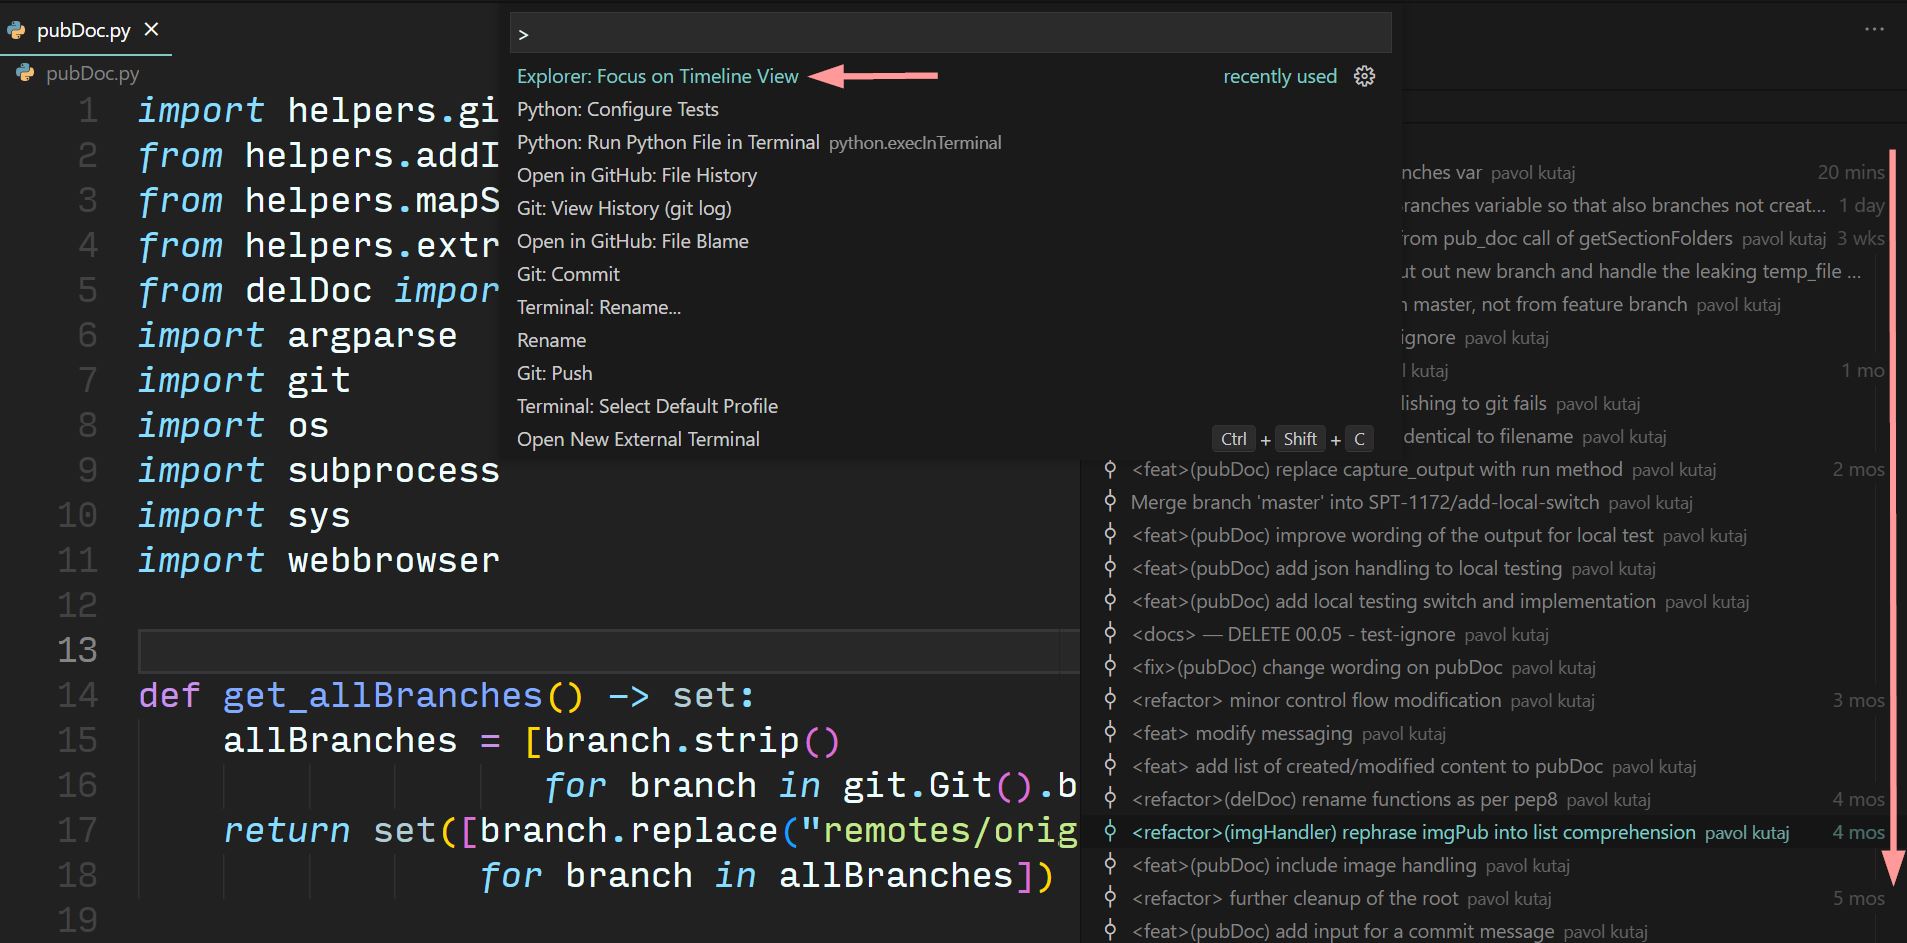 pubDoc.py
pubDoc.py
>
Explorer: Focus on Timeline View recently used
Python: Configure Tests
Python: Run Python File in Terminal python.execInTerminal
Open in GitHub: File History
Git: View History (git log)
Open in GitHub: File Blame
Git: Commit
Terminal: Rename...
Rename
Git: Push
Terminal: Select Default Profile
Open New External Terminal Ctrl + Shift + C
1 import helpers.gi
2 from helpers.addI
3 from helpers.mapS
4 from helpers.extr
5 from delDoc impor
6 import argparse
7 import git
8 import os
9 import subprocess
10 import sys
11 import webbrowser
12
13
14 def get_allBranches() -> set:
15 allBranches = [branch.strip()
16 for branch in git.Git().b
17 return set([branch.replace("remotes/orig
18 for branch in allBranches])
19
nches var pavol kutaj 20 mins
ranches variable so that also branches not creat... 1 day
from pub_doc call of getSectionFolders pavol kutaj 3 wks
ut out new branch and handle the leaking temp_file ...
master, not from feature branch pavol kutaj
ignore pavol kutaj
l kutaj 1 mo
lishing to git fails pavol kutaj
dentical to filename pavol kutaj
<feat>(pubDoc) replace capture_output with run method pavol kutaj 2 mos
Merge branch 'master' into SPT-1172/add-local-switch pavol kutaj
<feat>(pubDoc) improve wording of the output for local test pavol kutaj
<feat>(pubDoc) add json handling to local testing pavol kutaj
<feat>(pubDoc) add local testing switch and implementation pavol kutaj
<docs> — DELETE 00.05 - test-ignore pavol kutaj
<fix>(pubDoc) change wording on pubDoc pavol kutaj
<refactor> minor control flow modification pavol kutaj 3 mos
<feat> modify messaging pavol kutaj
<feat> add list of created/modified content to pubDoc pavol kutaj
<refactor>(delDoc) rename functions as per pep8 pavol kutaj 4 mos
<refactor>(imgHandler) rephrase imgPub into list comprehension pavol kutaj 4 mos
<feat>(pubDoc) include image handling pavol kutaj
<refactor> further cleanup of the root pavol kutaj 5 mos
<feat>(pubDoc) add input for a commit message pavol kutaj